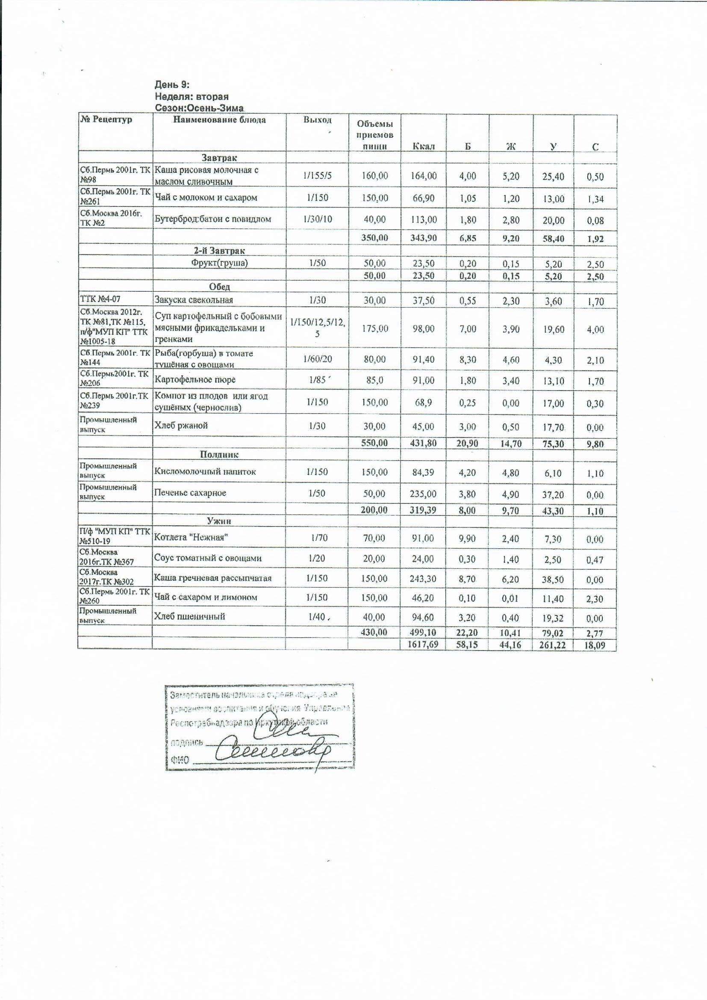 День 9:
Неделя: вторая
Сезон:Осень-Зима
№ Рецептур Наименование блюда Выход Объемы приемов пищи Ккал Б Ж У С
Завтрак
Сб.Пермь 2001г. ТК №98 Каша рисовая молочная с маслом сливочным 1/155/5 160,00 164,00 4,00 5,20 25,40 0,50
Сб.Пермь 2001г. ТК №261 Чай с молоком и сахаром 1/150 150,00 66,90 1,05 1,20 13,00 1,34
Сб.Москва 2016г. ТК №2 Бутерброд:батон с повидлом 1/30/10 40,00 113,00 1,80 2,80 20,00 0,08
350,00 343,90 6,85 9,20 58,40 1,92
2-й Завтрак
Фрукт(груша) 1/50 50,00 23,50 0,20 0,15 5,20 2,50
50,00 23,50 0,20 0,15 5,20 2,50
Обед
ТТК №4-07 Закуска свекольная 1/30 30,00 37,50 0,55 2,30 3,60 1,70
Сб.Москва 2012г. ТК №81,ТК №115, п/ф"МУП КП" ТТК №1005-18 Суп картофельный с бобовыми мясными фрикадельками и гренками 1/150/12,5/12,5 175,00 98,00 7,00 3,90 19,60 4,00
Сб.Пермь 2001г. ТК №144 Рыба(горбуша) в томате тушёная с овощами 1/60/20 80,00 91,40 8,30 4,60 4,30 2,10
Сб.Пермь2001г. ТК №206 Картофельное пюре 1/85 85,0 91,00 1,80 3,40 13,10 1,70
Сб.Пермь 2001г.ТК №239 Компот из плодов или ягод сушёных (чернослив) 1/150 150,00 68,9 0,25 0,00 17,00 0,30
Промышленный выпуск Хлеб ржаной 1/30 30,00 45,00 3,00 0,50 17,70 0,00
550,00 431,80 20,90 14,70 75,30 9,80
Полдник
Промышленный выпуск Кисломолочный напиток 1/150 150,00 84,39 4,20 4,80 6,10 1,10
Промышленный выпуск Печенье сахарное 1/50 50,00 235,00 3,80 4,90 37,20 0,00
200,00 319,39 8,00 9,70 43,30 1,10
Ужин
П/ф "МУП КП" ТТК №510-19 Котлета "Нежная" 1/70 70,00 91,00 9,90 2,40 7,30 0,00
Сб.Москва 2016г.ТК №367 Соус томатный с овощами 1/20 20,00 24,00 0,30 1,40 2,50 0,47
Сб.Москва 2017г.ТК №302 Каша гречневая рассыпчатая 1/150 150,00 243,30 8,70 6,20 38,50 0,00
Сб.Пермь 2001г. ТК №260 Чай с сахаром и лимоном 1/150 150,00 46,20 0,10 0,01 11,40 2,30
Промышленный выпуск Хлеб пшеничный 1/40 40,00 94,60 3,20 0,40 19,32 0,00
430,00 499,10 22,20 10,41 79,02 2,77
1617,69 58,15 44,16 261,22 18,09
Заместитель начальника отдела надзора за
условиями воспитания и обучения Управления
Роспотребнадзора по Иркутской области
подпись
ФИО